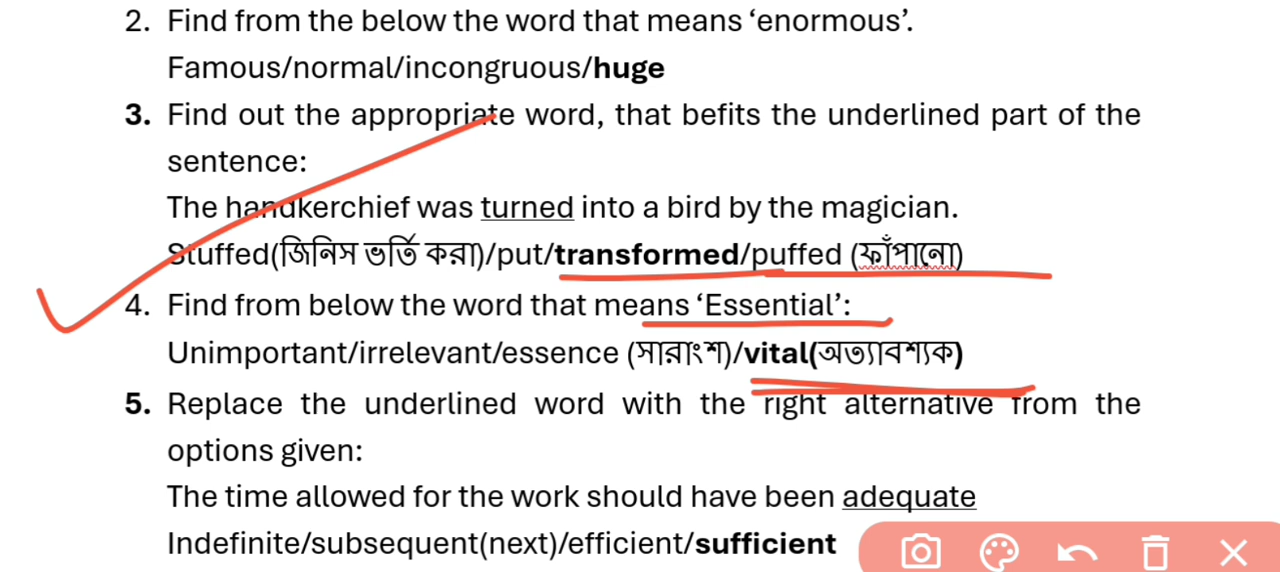 2. Find from the below the word that means ‘enormous’.
Famous/normal/incongruous/huge
3. Find out the appropriate word, that befits the underlined part of the
sentence:
The handkerchief was turned into a bird by the magician.
Stuffed(জিনিস ভর্তি করা)/put/transformed/puffed (ফাঁপানো)
4. Find from below the word that means ‘Essential’:
Unimportant/irrelevant/essence (সারাংশ)/vital(অত্যাবশ্যক)
5. Replace the underlined word with the right alternative from the
options given:
The time allowed for the work should have been adequate
Indefinite/subsequent(next)/efficient/sufficient